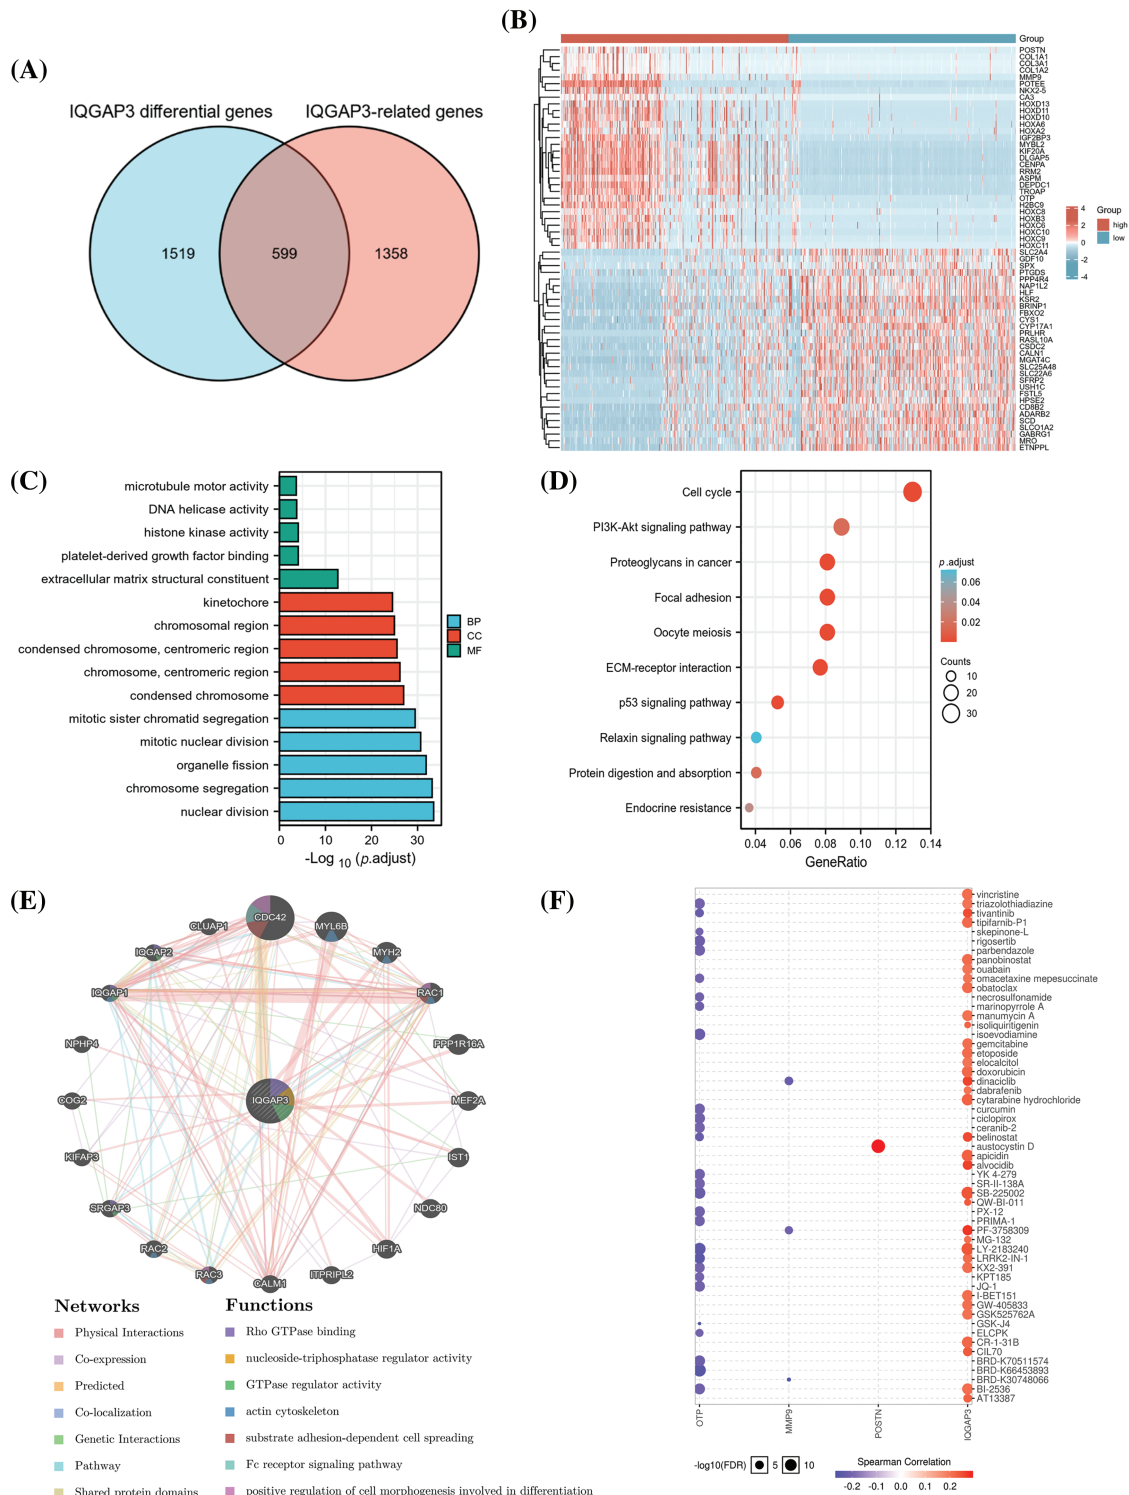 (A)
IQGAP3 differential genes
IQGAP3-related genes
1519
599
1358
(B)
Group
POSTN
COL1A1
COL3A1
COL1A2
MMP9
POTEE
NKX2-5
CA3
HOXD13
HOXD11
HOXD10
HOXA6
HOXA2
IGF2BP3
MYBL2
KIF20A
DLGAP5
CENPA
RRM2
ASPM
DEPDC1
TROAP
OTP
H2BC9
HOXC8
HOXB3
HOXC6
HOXC10
HOXC9
HOXC11
SLC2A4
GDF10
SPX
PTGDS
PPP4R4
NAP1L2
HLF
KSR2
BRINP1
FBXO2
CYS1
CYP17A1
PRLHR
RASL10A
CSDC2
CALN1
MGAT4C
SLC25A48
SLC22A6
SFRP2
USH1C
FSTL5
HPSE2
CD8B2
ADARB2
SCD
SLCO1A2
GABRG1
MRO
ETNPPL
4
2
0
-2
-4
Group
high
low
(C)
microtubule motor activity
DNA helicase activity
histone kinase activity
platelet-derived growth factor binding
extracellular matrix structural constituent
kinetochore
chromosomal region
condensed chromosome, centromeric region
chromosome, centromeric region
condensed chromosome
mitotic sister chromatid segregation
mitotic nuclear division
organelle fission
chromosome segregation
nuclear division
0 10 20 30
-Log 10 (p.adjust)
BP
CC
MF
(D)
Cell cycle
PI3K-Akt signaling pathway
Proteoglycans in cancer
Focal adhesion
Oocyte meiosis
ECM-receptor interaction
p53 signaling pathway
Relaxin signaling pathway
Protein digestion and absorption
Endocrine resistance
0.04 0.06 0.08 0.10 0.12 0.14
GeneRatio
p.adjust
0.06
0.04
0.02
Counts
10
20
30
(E)
CDC42
MYL6B
CLUAP1
IQGAP2
MYH2
IQGAP1
RAC1
NPHP4
PPP1R16A
IQGAP3
COG2
MEF2A
KIFAP3
IST1
SRGAP3
NDC80
RAC2
HIF1A
RAC3
CALM1
ITPRIPL2
Networks
Physical Interactions
Co-expression
Predicted
Co-localization
Genetic Interactions
Pathway
Shared protein domains
Functions
Rho GTPase binding
nucleoside-triphosphatase regulator activity
GTPase regulator activity
actin cytoskeleton
substrate adhesion-dependent cell spreading
Fc receptor signaling pathway
positive regulation of cell morphogenesis involved in differentiation
(F)
vincristine
triazolothiadiazine
tivantinib
tipifarnib-P1
skepinone-L
rigosertib
parbendazole
panobinostat
ouabain
omacetaxine mepesuccinate
obatoclax
necrosulfonamide
marinopyrrole A
manumycin A
isoliquiritigenin
isoevodiamine
gemcitabine
etoposide
elocalcitol
doxorubicin
dinaciclib
dabrafenib
cytarabine hydrochloride
curcumin
ciclopirox
ceranib-2
belinostat
austocystin D
apicidin
alvocidib
YK 4-279
SR-II-138A
SB-225002
QW-BI-011
PX-12
PRIMA-1
PF-3758309
MG-132
LY-2183240
LRRK2-IN-1
KX2-391
KPT185
JQ-1
I-BET151
GW-405833
GSK525762A
GSK-J4
ELCPK
CR-1-31B
CIL70
BRD-K70511574
BRD-K66453893
BRD-K30748066
BI-2536
AT13387
OTP
MMP9
POSTN
IQGAP3
-log10(FDR) 5 10
Spearman Correlation
-0.2 -0.1 0.0 0.1 0.2